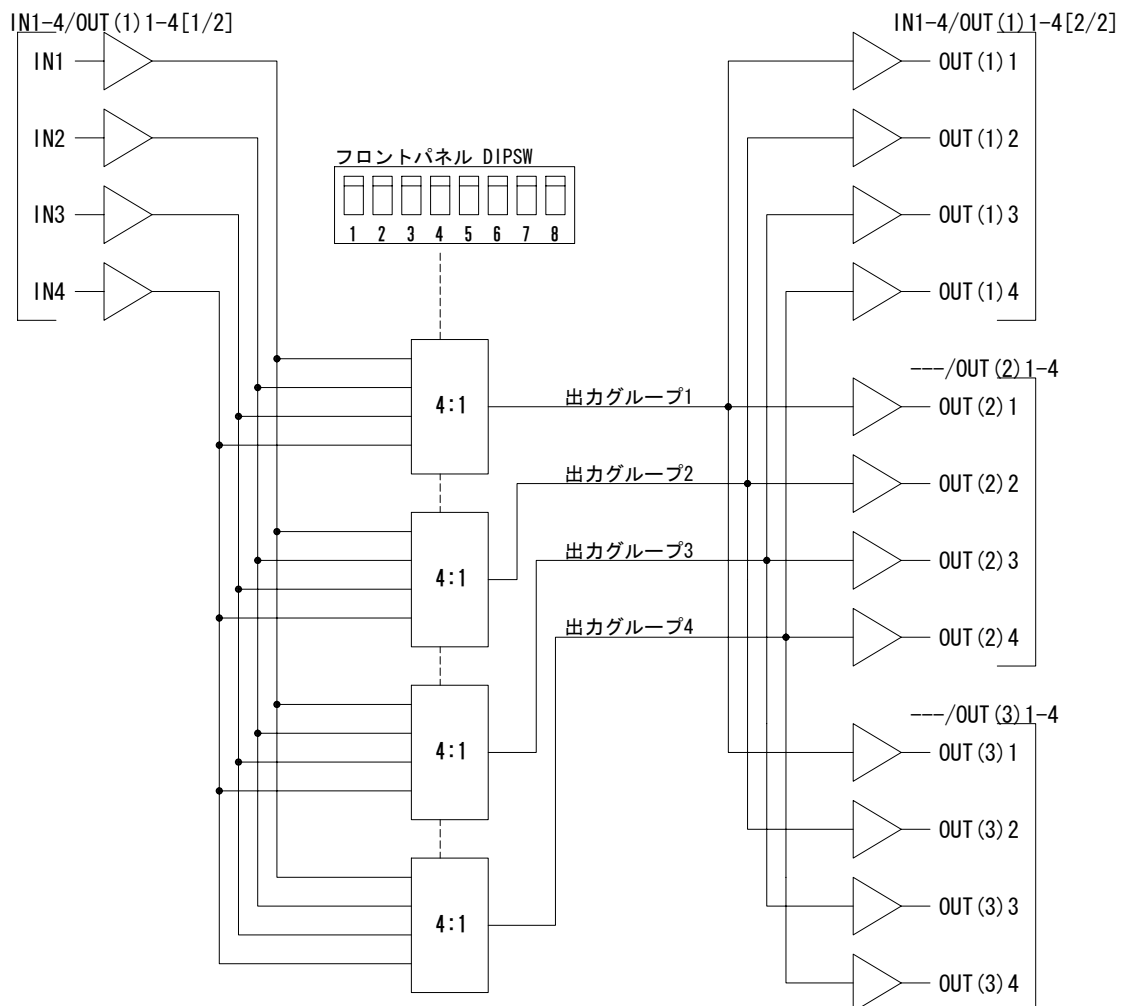 IN1-4/OUT(1)1-4[1/2]
IN1-4/OUT(1)1-4[2/2]
IN1
OUT(1)1
IN2
OUT(1)2
フロントパネル DIPSW
1 2 3 4 5 6 7 8
IN3
OUT(1)3
IN4
OUT(1)4
---/OUT(2)1-4
4:1
出力グループ1
OUT(2)1
出力グループ2
OUT(2)2
4:1
出力グループ3
OUT(2)3
出力グループ4
OUT(2)4
---/OUT(3)1-4
4:1
OUT(3)1
OUT(3)2
4:1
OUT(3)3
OUT(3)4